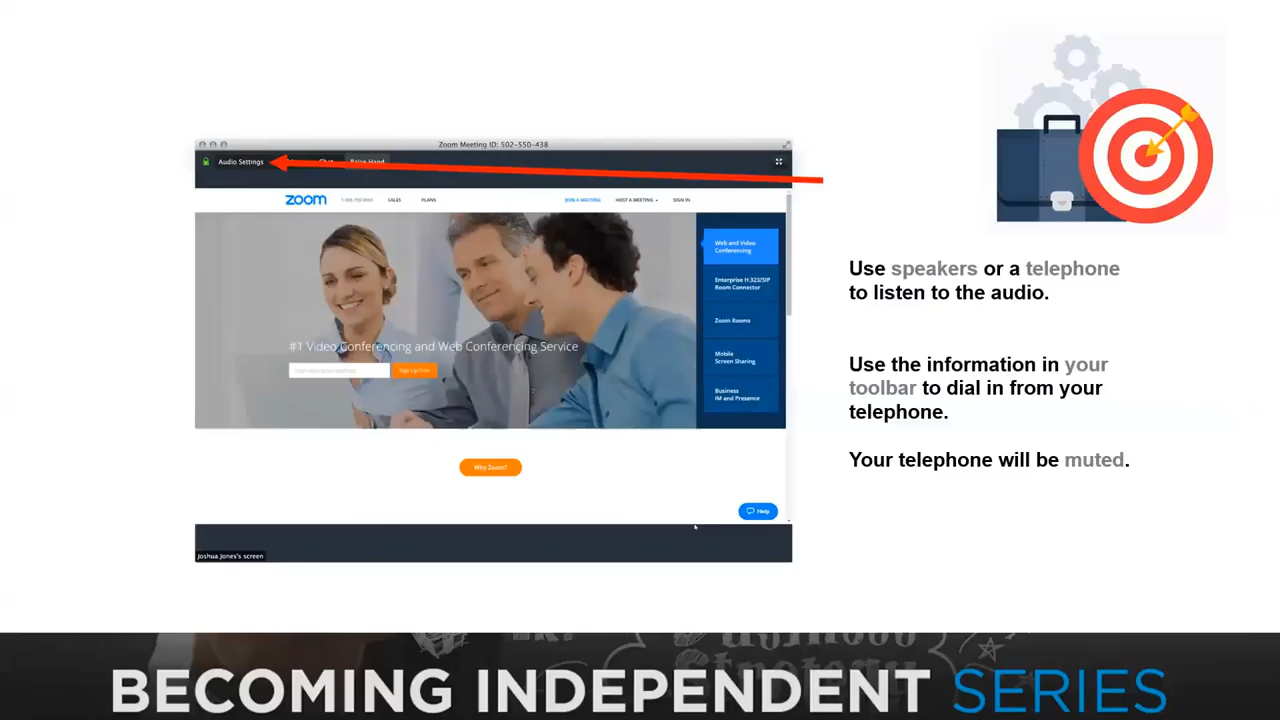 Zoom Meeting ID: 502-550-438
Audio Settings Chat Raise Hand
zoom SALES PLANS JOIN A MEETING HOST A MEETING SIGN IN
Web and Video
Conferencing
Enterprise H.323/SIP
Room Connector
Zoom Rooms
Mobile
Screen Sharing
Business
IM and Presence
#1 Video Conferencing and Web Conferencing Service
Sign Up Free
Why Zoom?
Help
Joshua Jones's screen
Use speakers or a telephone
to listen to the audio.
Use the information in your
toolbar to dial in from your
telephone.
Your telephone will be muted.
Business
Strategy
BECOMING INDEPENDENT SERIES